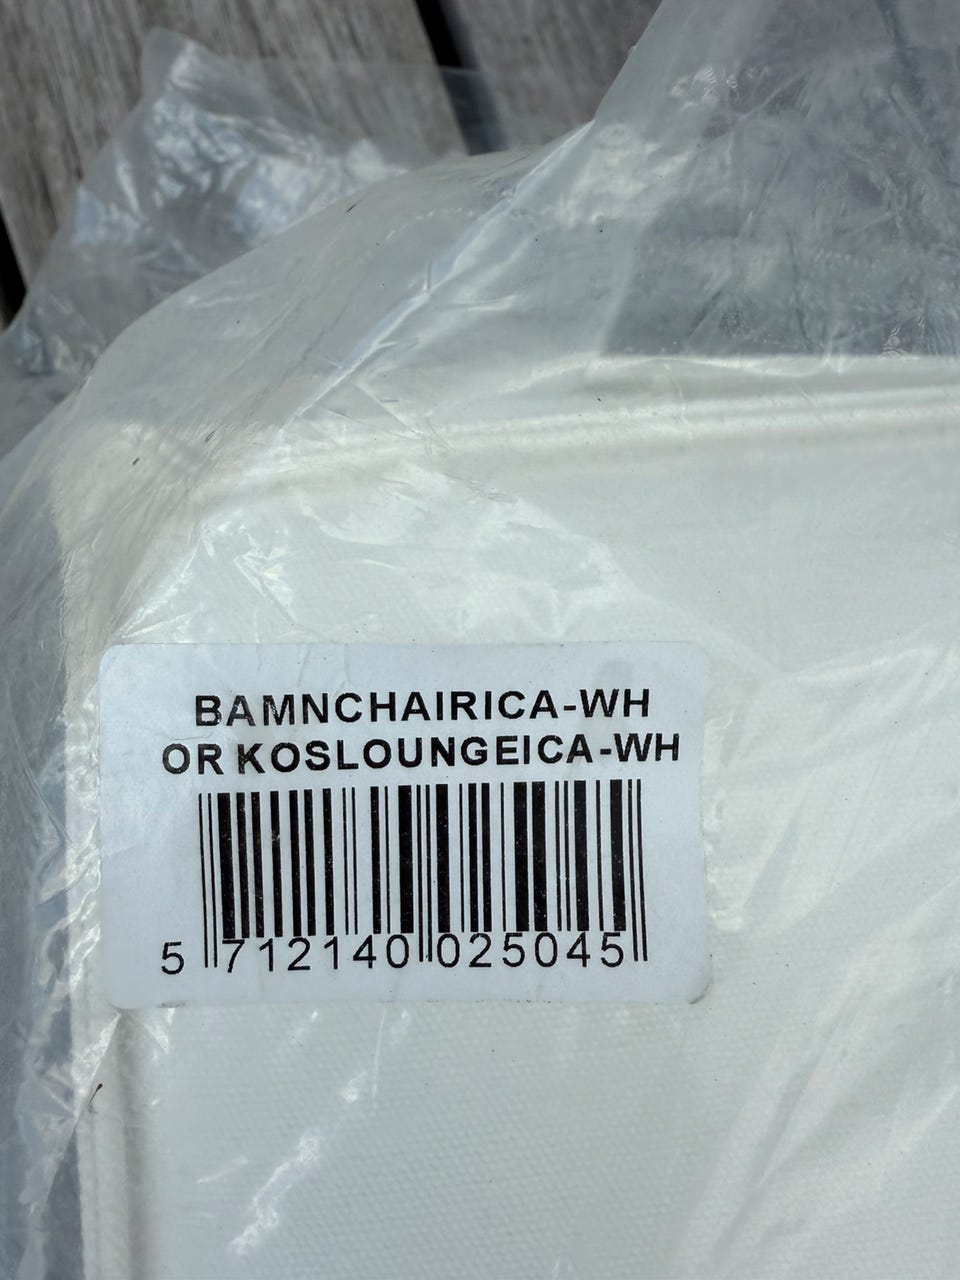 BAMNCHAIRICA-WH
OR KOSLOUNGEICA-WH
5 712140 025045